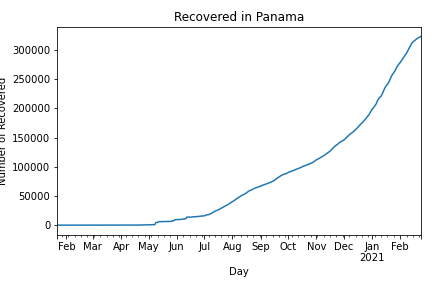 Recovered in Panama
Number of Recovered
300000
250000
200000
150000
100000
50000
0
Feb Mar Apr May Jun Jul Aug Sep Oct Nov Dec Jan Feb
2021
Day